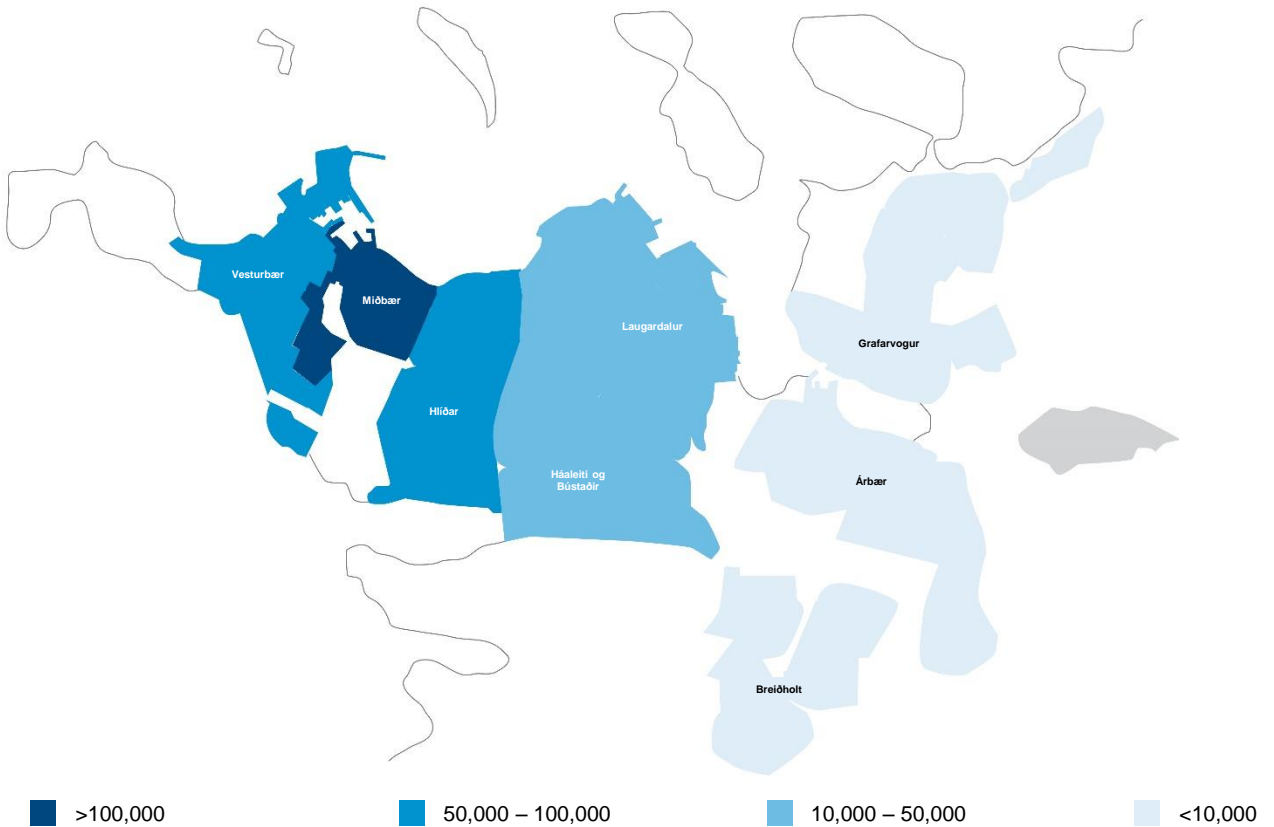 Vesturbær
Miðbær
Laugardalur
Grafarvogur
Hlíðar
Háaleiti og
Bústaðir
Árbær
Breiðholt
>100,000
50,000 – 100,000
10,000 – 50,000
<10,000